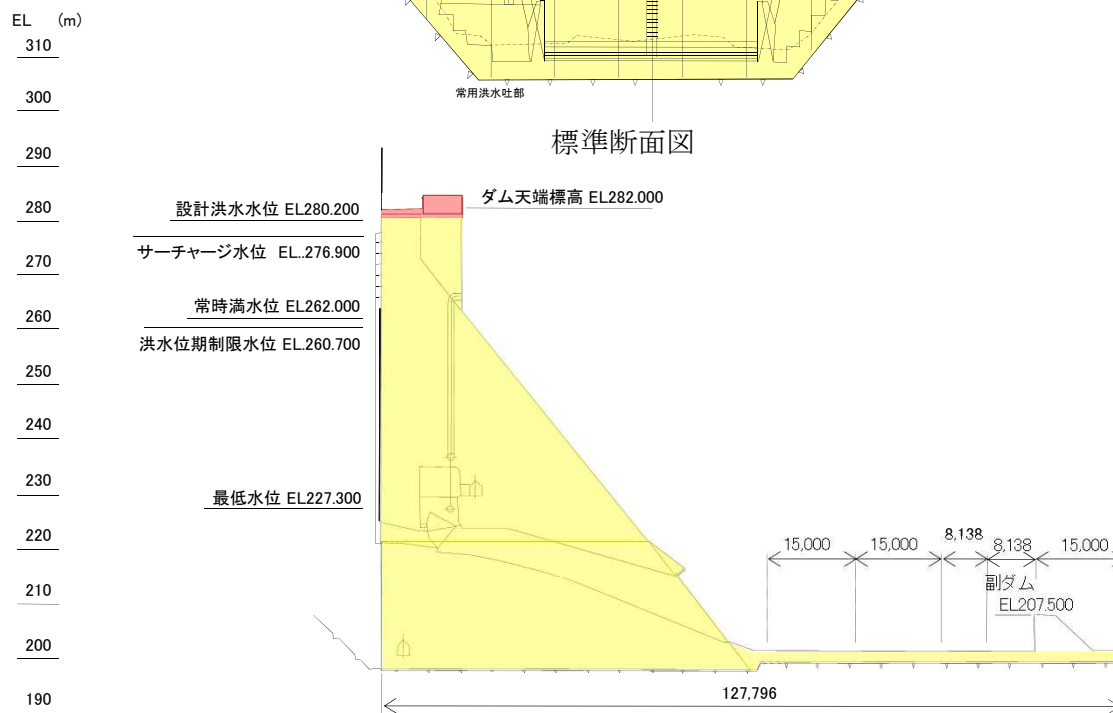 EL (m)
310
常用洪水吐部
300
標準断面図
290
ダム天端標高 EL282.000
280
設計洪水水位 EL280.200
サーチャージ水位 EL..276.900
270
常時満水位 EL262.000
260
洪水位期制限水位 EL.260.700
250
240
230
最低水位 EL227.300
220
15,000
15,000
8,138
8,138
15,000
210
副ダム
EL207.500
200
190
127,796